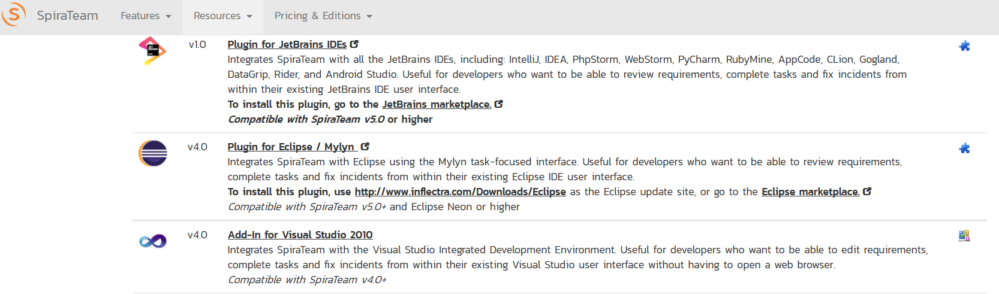 SpiraTeam Features Resources Pricing & Editions
v1.0 Plugin for JetBrains IDEs
Integrates SpiraTeam with all the JetBrains IDEs, including: IntelliJ, IDEA, PhpStorm, WebStorm, PyCharm, RubyMine, AppCode, CLion, Gogland,
DataGrip, Rider, and Android Studio. Useful for developers who want to be able to review requirements, complete tasks and fix incidents from
within their existing JetBrains IDE user interface.
To install this plugin, go to the JetBrains marketplace.
Compatible with SpiraTeam v5.0 or higher
v4.0 Plugin for Eclipse / Mylyn
Integrates SpiraTeam with Eclipse using the Mylyn task-focused interface. Useful for developers who want to be able to review requirements,
complete tasks and fix incidents from within their existing Eclipse IDE user interface.
To install this plugin, use http://www.inflectra.com/Downloads/Eclipse as the Eclipse update site, or go to the Eclipse marketplace.
Compatible with SpiraTeam v5.0+ and Eclipse Neon or higher
v4.0 Add-In for Visual Studio 2010
Integrates SpiraTeam with the Visual Studio Integrated Development Environment. Useful for developers who want to be able to edit requirements,
complete tasks and fix incidents from within their existing Visual Studio user interface without having to open a web browser.
Compatible with SpiraTeam v4.0+